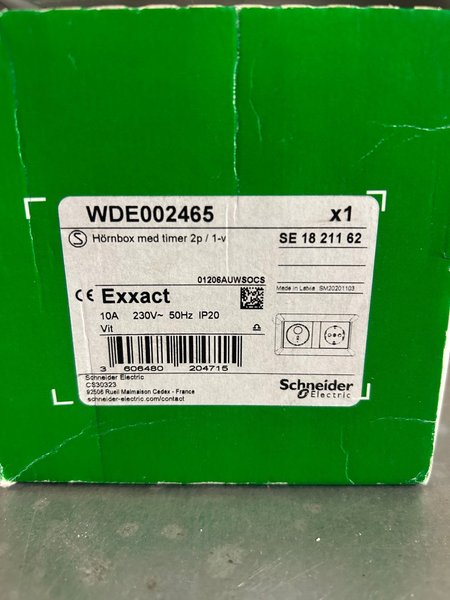 WDE002465 x1
S Hörnbox med timer 2p / 1-v SE 18 211 62
01206AUWSOCS
Made in Latvia SM20201103
CE Exxact
10A 230V~ 50Hz IP20
Vit
3 606480 204715
Schneider Electric
CS30323
92506 Rueil Malmaison Cedex - France
schneider-electric.com/contact
Schneider
Electric